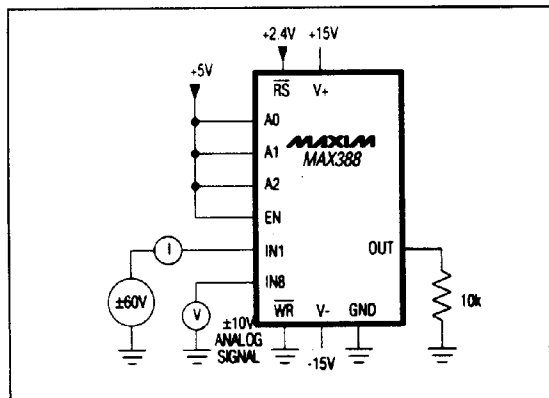 +2.4V +15V
+5V
RS V+
A0
MAXIM
A1
MAX388
A2
EN
I IN1
OUT
IN8
±60V
10k
V
±10V
WR V- GND
ANALOG
SIGNAL
-15V